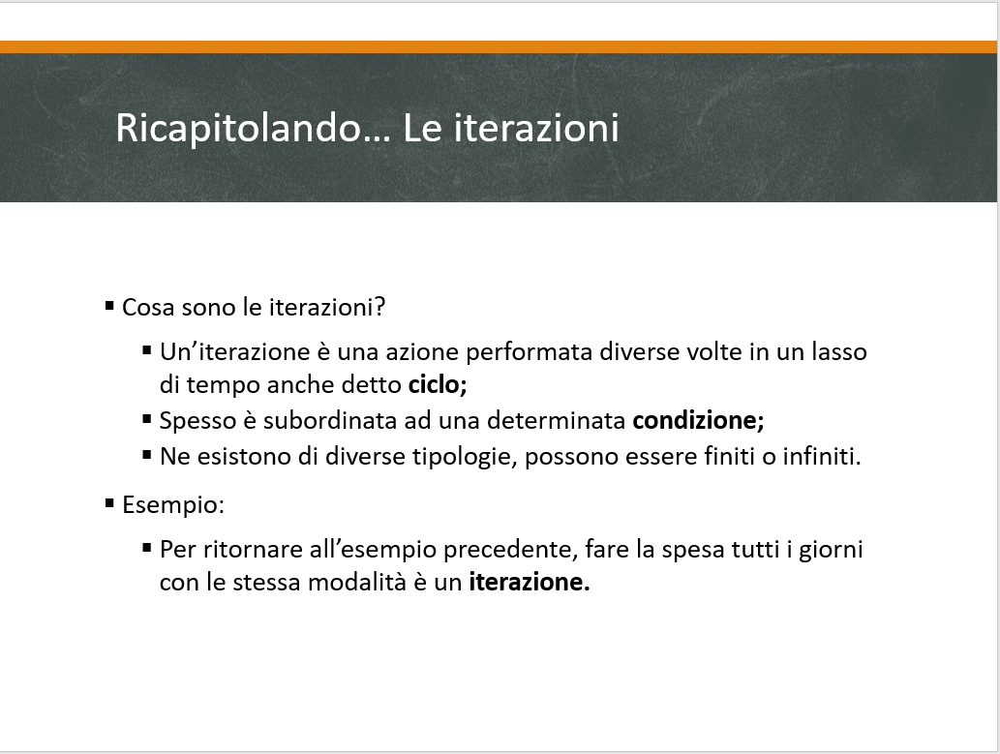 Ricapitolando… Le iterazioni
▪ Cosa sono le iterazioni?
▪ Un’iterazione è una azione performata diverse volte in un lasso
di tempo anche detto ciclo;
▪ Spesso è subordinata ad una determinata condizione;
▪ Ne esistono di diverse tipologie, possono essere finiti o infiniti.
▪ Esempio:
▪ Per ritornare all’esempio precedente, fare la spesa tutti i giorni
con le stessa modalità è un iterazione.